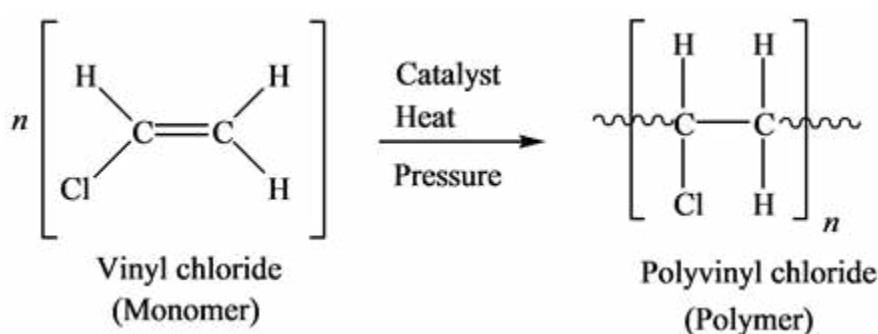 n
H H
C C
Cl H
Vinyl chloride
(Monomer)
Catalyst
Heat
Pressure
H H
C C
Cl H
n
Polyvinyl chloride
(Polymer)